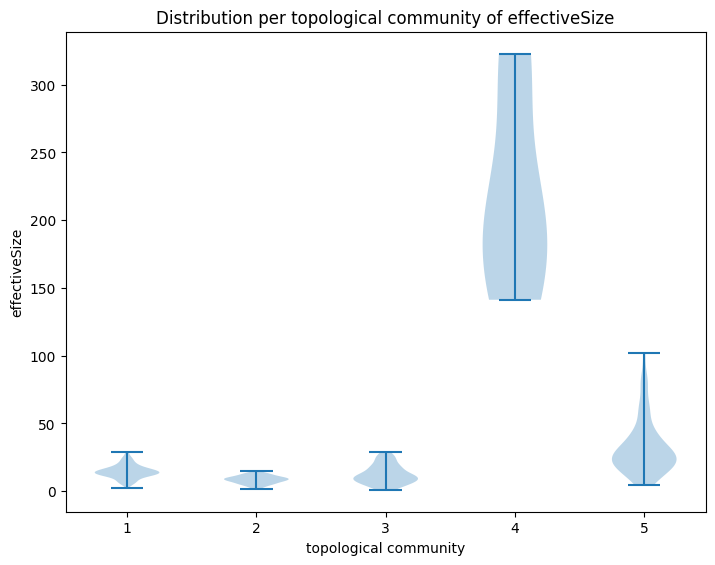 Distribution per topological community of effectiveSize
effectiveSize
300
250
200
150
100
50
0
1 2 3 4 5
topological community